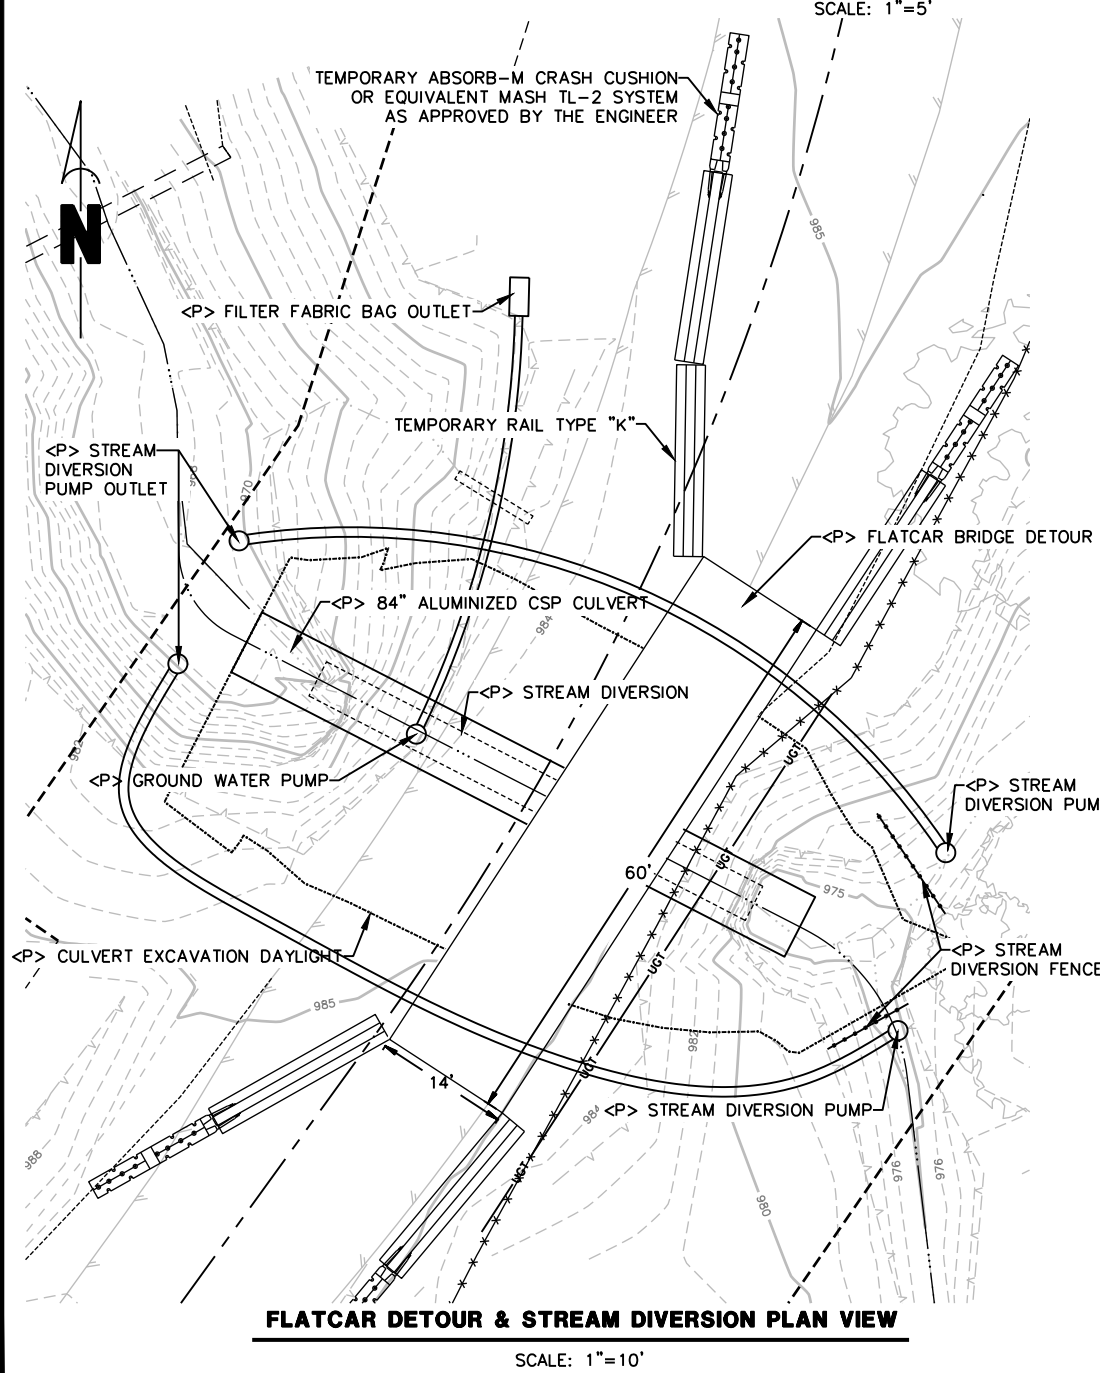 SCALE: 1"=5'
TEMPORARY ABSORB-M CRASH CUSHION
OR EQUIVALENT MASH TL-2 SYSTEM
AS APPROVED BY THE ENGINEER
N
985
<P> FILTER FABRIC BAG OUTLET
TEMPORARY RAIL TYPE "K"
<P> STREAM
DIVERSION
PUMP OUTLET
970
<P> FLATCAR BRIDGE DETOUR
<P> 84" ALUMINIZED CSP CULVERT
984
<P> STREAM DIVERSION
982
<P> GROUND WATER PUMP
UGT
<P> STREAM
DIVERSION PUM
UGT
60'
975
<P> CULVERT EXCAVATION DAYLIGHT
UGT
<P> STREAM
DIVERSION FENCE
985
982
UGT
14'
984
<P> STREAM DIVERSION PUMP
988
UGT
976
976
980
FLATCAR DETOUR & STREAM DIVERSION PLAN VIEW
SCALE: 1"=10'